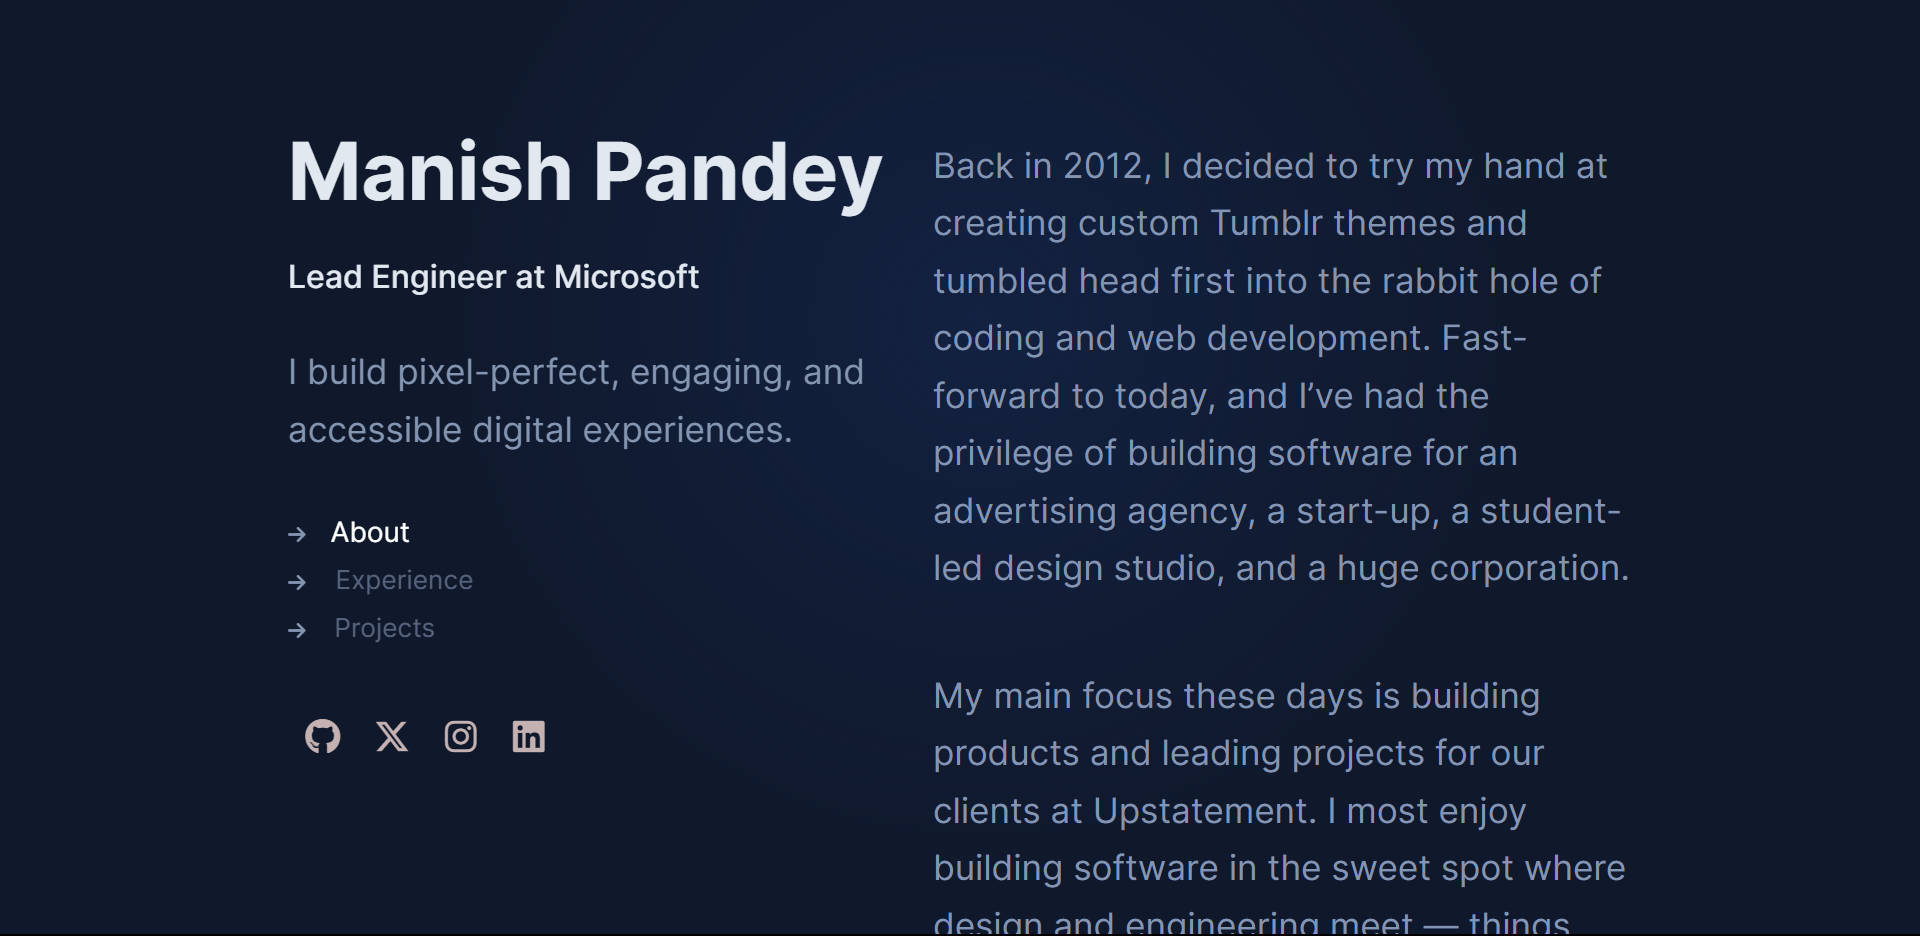 Manish Pandey
Lead Engineer at Microsoft
I build pixel-perfect, engaging, and
accessible digital experiences.
→ About
→ Experience
→ Projects
Back in 2012, I decided to try my hand at
creating custom Tumblr themes and
tumbled head first into the rabbit hole of
coding and web development. Fast-
forward to today, and I’ve had the
privilege of building software for an
advertising agency, a start-up, a student-
led design studio, and a huge corporation.
My main focus these days is building
products and leading projects for our
clients at Upstatement. I most enjoy
building software in the sweet spot where
design and engineering meet — things